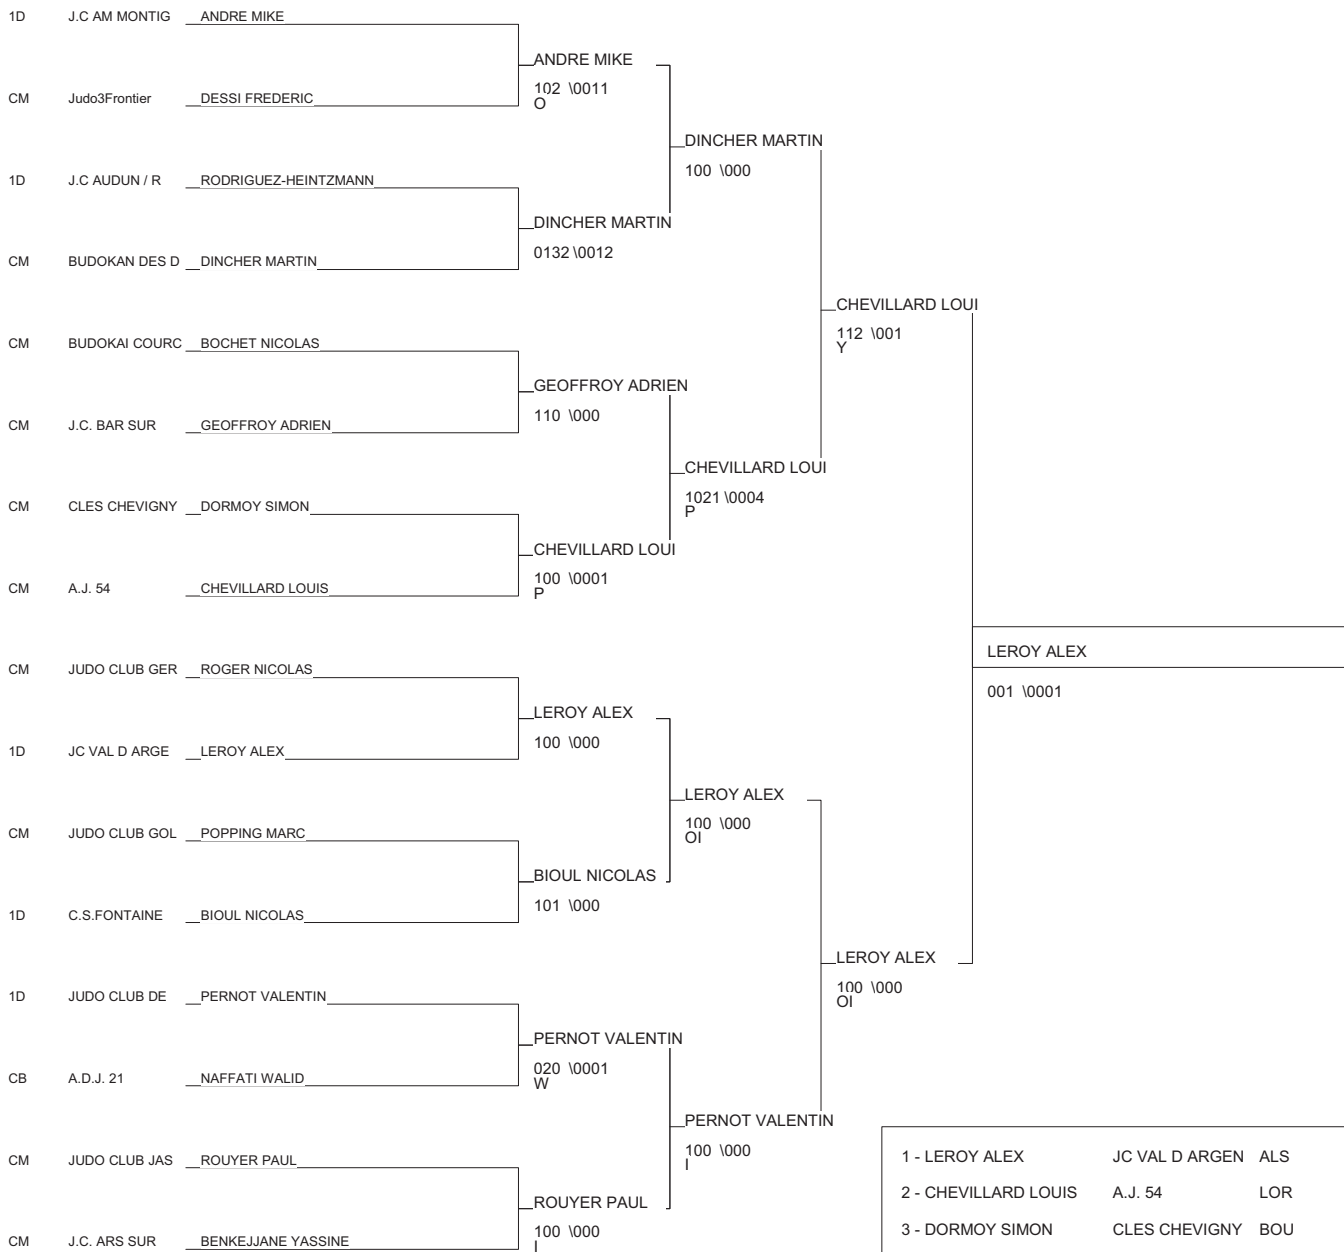 1D J.C AM MONTIG ANDRE MIKE
ANDRE MIKE
102 \0011
O
CM Judo3Frontier DESSI FREDERIC
DINCHER MARTIN
100 \000
1D J.C AUDUN / R RODRIGUEZ-HEINTZMANN
DINCHER MARTIN
0132 \0012
CM BUDOKAN DES D DINCHER MARTIN
CHEVILLARD LOUI
112 \001
Y
CM BUDOKAI COURC BOCHET NICOLAS
GEOFFROY ADRIEN
110 \000
CM J.C. BAR SUR GEOFFROY ADRIEN
CHEVILLARD LOUI
1021 \0004
P
CM CLES CHEVIGNY DORMOY SIMON
CHEVILLARD LOUI
100 \0001
P
CM A.J. 54 CHEVILLARD LOUIS
LEROY ALEX
001 \0001
CM JUDO CLUB GER ROGER NICOLAS
LEROY ALEX
100 \000
1D JC VAL D ARGE LEROY ALEX
LEROY ALEX
100 \000
OI
CM JUDO CLUB GOL POPPING MARC
BIOUL NICOLAS
101 \000
1D C.S.FONTAINE BIOUL NICOLAS
LEROY ALEX
100 \000
OI
1D JUDO CLUB DE PERNOT VALENTIN
PERNOT VALENTIN
020 \0001
W
CB A.D.J. 21 NAFFATI WALID
PERNOT VALENTIN
100 \000
I
CM JUDO CLUB JAS ROUYER PAUL
ROUYER PAUL
100 \000
I
CM J.C. ARS SUR BENKEJJANE YASSINE
1 - LEROY ALEX JC VAL D ARGEN ALS
2 - CHEVILLARD LOUIS A.J. 54 LOR
3 - DORMOY SIMON CLES CHEVIGNY BOU